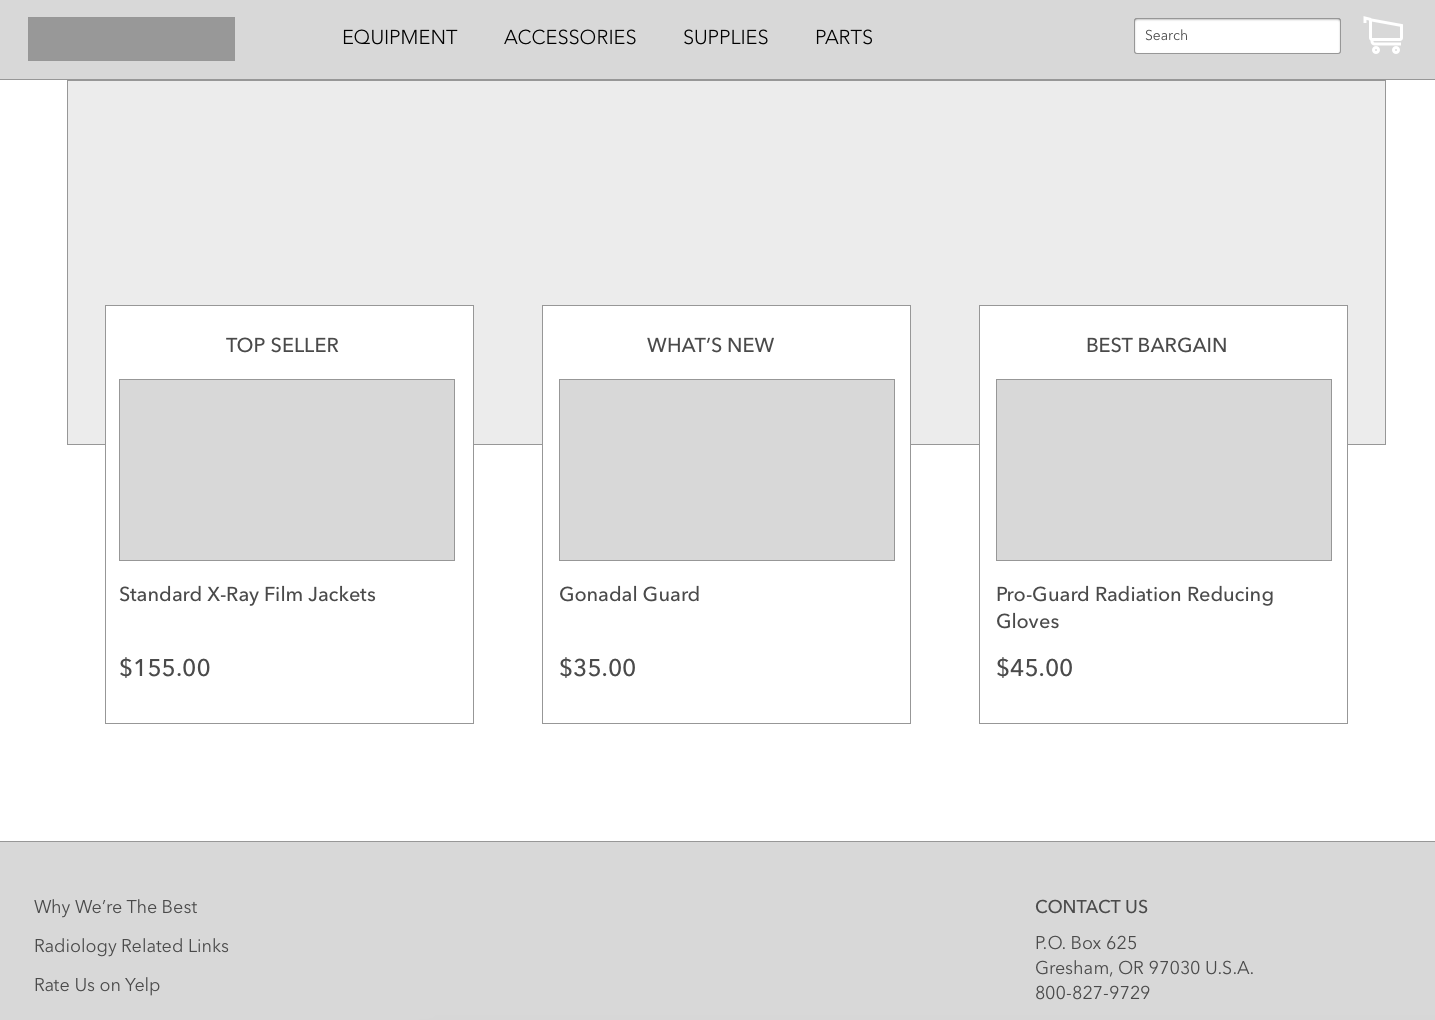 EQUIPMENT ACCESSORIES SUPPLIES PARTS Search
TOP SELLER
Standard X-Ray Film Jackets
$155.00
WHAT’S NEW
Gonadal Guard
$35.00
BEST BARGAIN
Pro-Guard Radiation Reducing
Gloves
$45.00
Why We’re The Best
Radiology Related Links
Rate Us on Yelp
CONTACT US
P.O. Box 625
Gresham, OR 97030 U.S.A.
800-827-9729